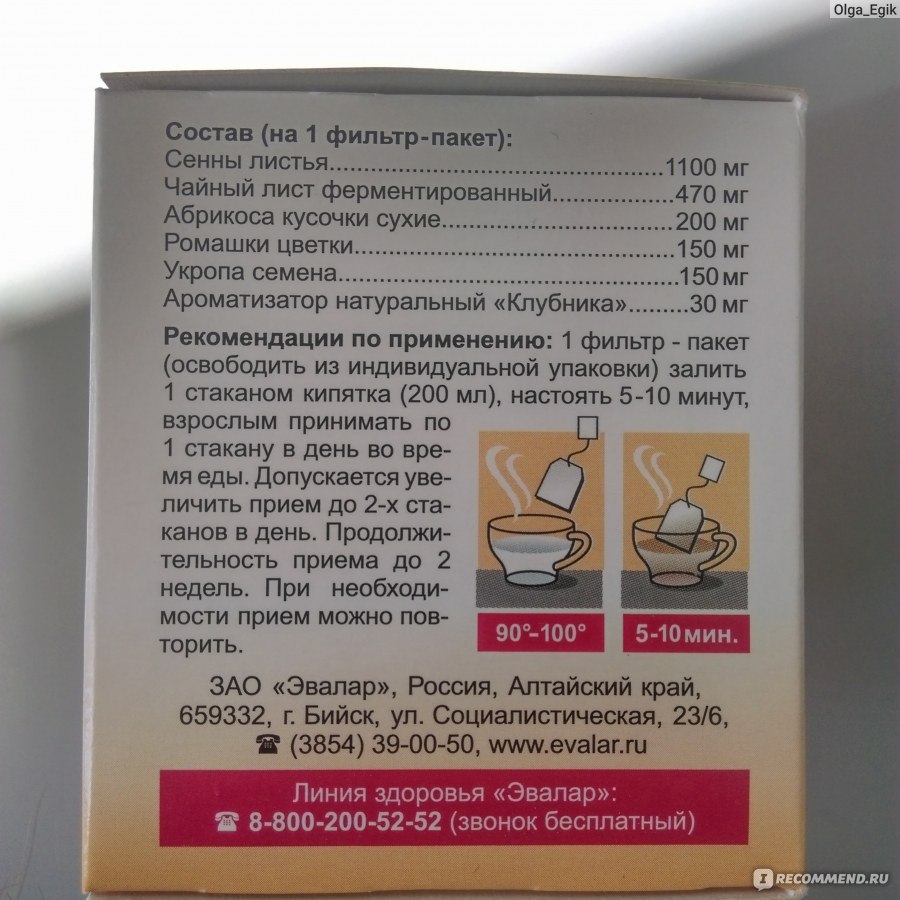 Olga_Egik
Состав (на 1 фильтр-пакет):
Сенны листья..........................................1100 мг
Чайный лист ферментированный...............470 мг
Абрикоса кусочки сухие.............................200 мг
Ромашки цветки........................................150 мг
Укропа семена..........................................150 мг
Ароматизатор натуральный «Клубника»........30 мг
Рекомендации по применению: 1 фильтр - пакет
(освободить из индивидуальной упаковки) залить
1 стаканом кипятка (200 мл), настоять 5-10 минут,
взрослым принимать по
1 стакану в день во вре-
мя еды. Допускается уве-
личить прием до 2-х ста-
канов в день. Продолжи-
тельность приема до 2
недель. При необходи-
мости прием можно пов-
торить.
90°–100°
5-10 мин.
ЗАО «Эвалар», Россия, Алтайский край,
659332, г. Бийск, ул. Социалистическая, 23/6,
☎ (3854) 39-00-50, www.evalar.ru
Линия здоровья «Эвалар»:
☎ 8-800-200-52-52 (звонок бесплатный)
IRECOMMEND.RU